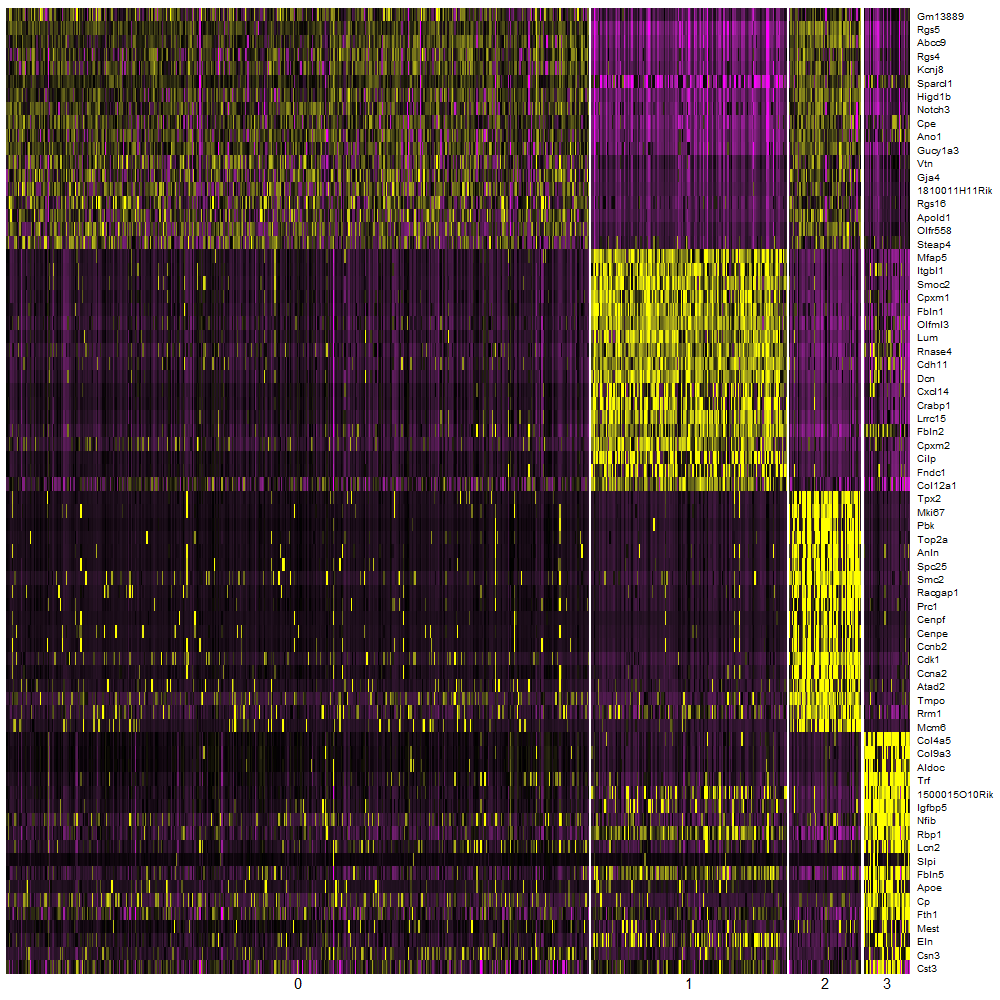 Gm13889
Rgs5
Abcc9
Rgs4
Kcnj8
Sparcl1
Higd1b
Notch3
Cpe
Ano1
Gucy1a3
Vtn
Gja4
1810011H11Rik
Rgs16
Apold1
Olfr558
Steap4
Mfap5
Itgbl1
Smoc2
Cpxm1
Fbln1
Olfml3
Lum
Rnase4
Cdh11
Dcn
Cxcl14
Crabp1
Lrrc15
Fbln2
Cpxm2
Cilp
Fndc1
Col12a1
Tpx2
Mki67
Pbk
Top2a
Anln
Spc25
Smc2
Racgap1
Prc1
Cenpf
Cenpe
Ccnb2
Cdk1
Ccna2
Atad2
Tmpo
Rrm1
Mcm6
Col4a5
Col9a3
Aldoc
Trf
1500015O10Rik
Igfbp5
Nfib
Rbp1
Lcn2
Slpi
Fbln5
Apoe
Cp
Fth1
Mest
Eln
Csn3
Cst3
0 1 2 3